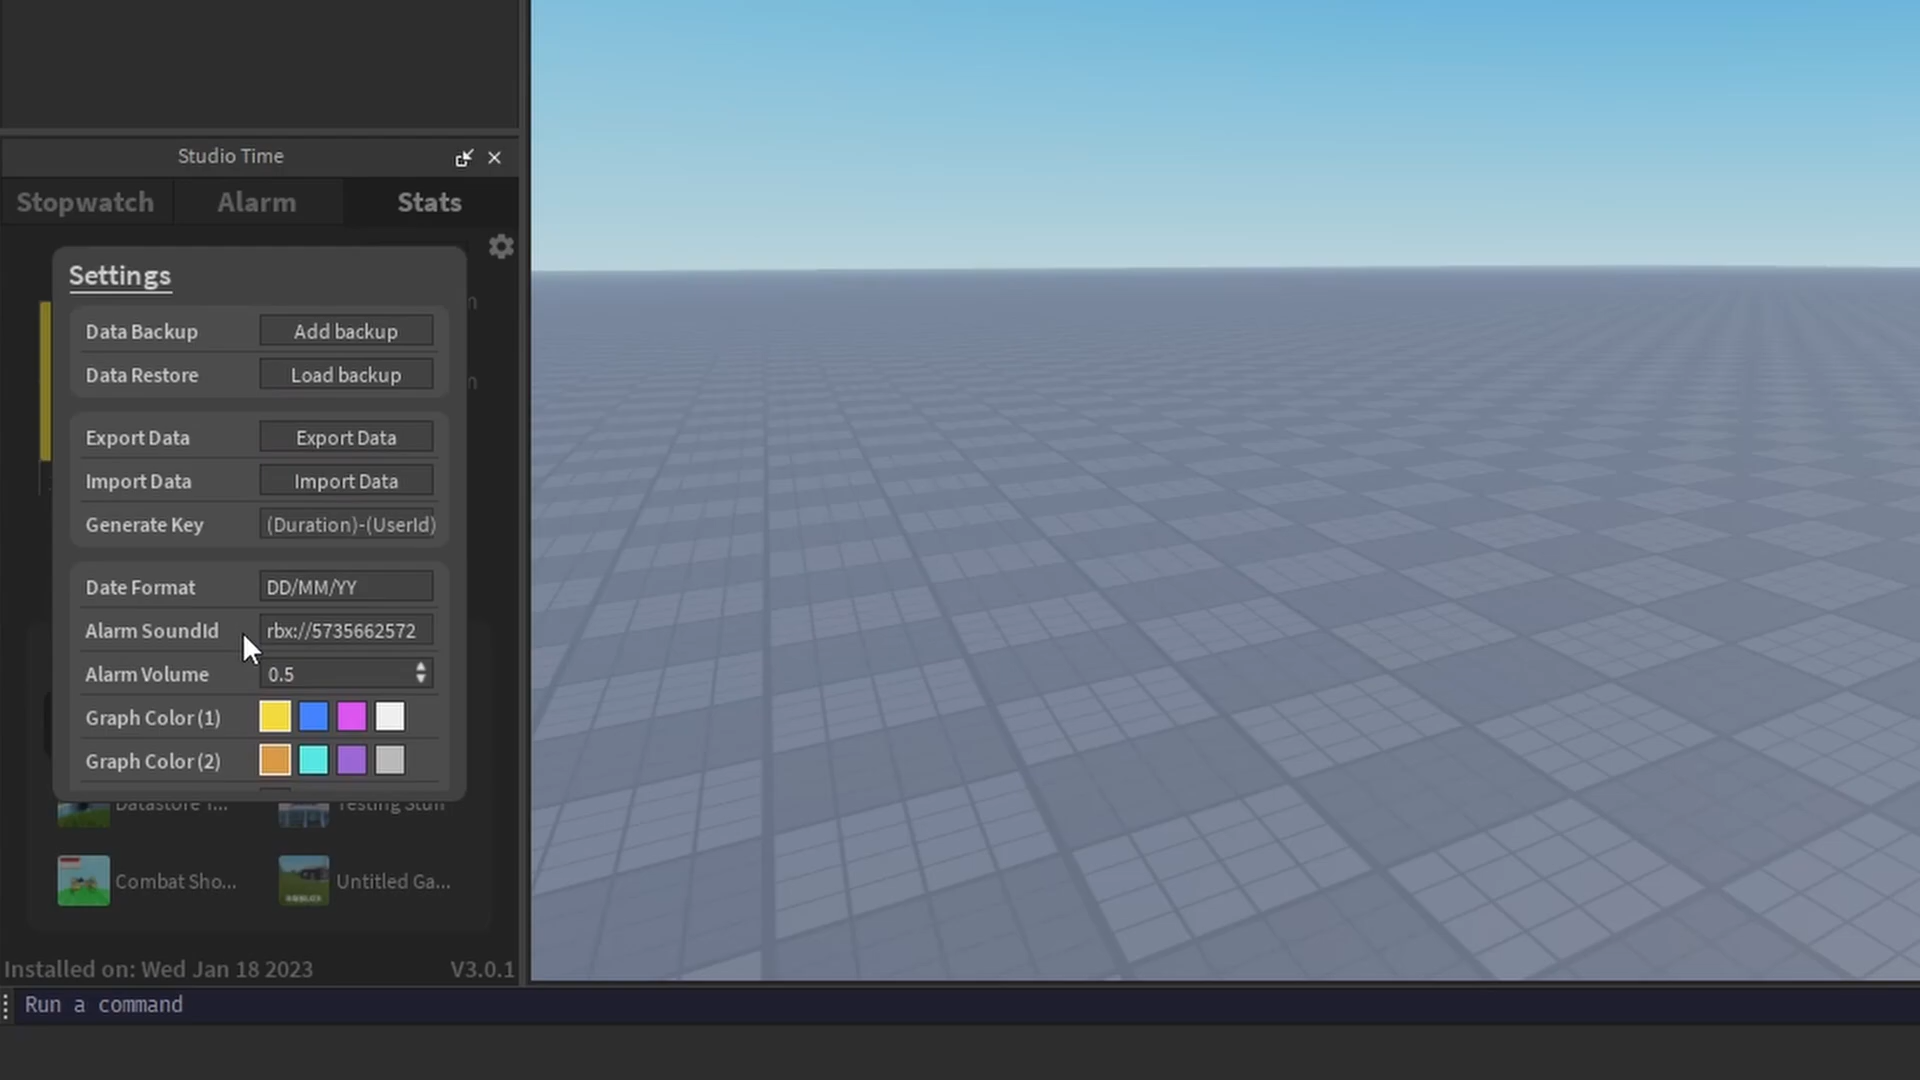 Studio Time
Stopwatch Alarm Stats
Settings
Data Backup Add backup
Data Restore Load backup
Export Data Export Data
Import Data Import Data
Generate Key (Duration)-(UserId)
Date Format DD/MM/YY
Alarm SoundId rbx://5735662572
Alarm Volume 0.5
Graph Color (1)
Graph Color (2)
Testing Stuff
Combat Sho... Untitled Ga...
Installed on: Wed Jan 18 2023 V3.0.1
Run a command